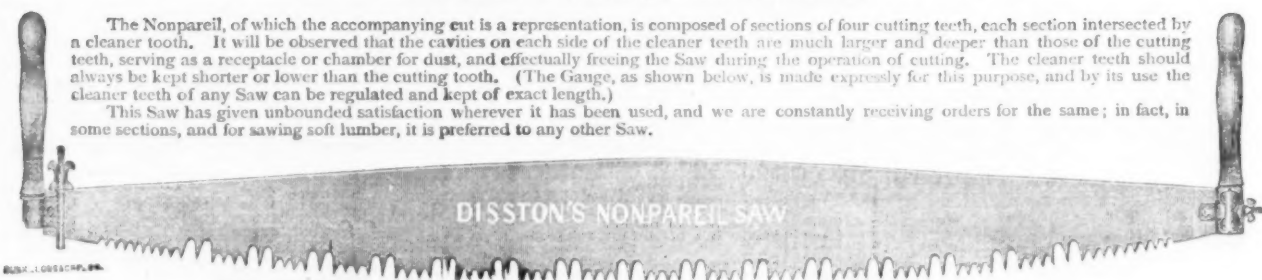 The Nonpareil, of which the accompanying cut is a representation, is composed of sections of four cutting teeth, each section intersected by
a cleaner tooth. It will be observed that the cavities on each side of the cleaner teeth are much larger and deeper than those of the cutting
teeth, serving as a receptacle or chamber for dust, and effectually freeing the Saw during the operation of cutting. The cleaner teeth should
always be kept shorter or lower than the cutting tooth. (The Gauge, as shown below, is made expressly for this purpose, and by its use the
cleaner teeth of any Saw can be regulated and kept of exact length.)
This Saw has given unbounded satisfaction wherever it has been used, and we are constantly receiving orders for the same; in fact, in
some sections, and for sawing soft lumber, it is preferred to any other Saw.
DISSTON'S NONPAREIL SAW